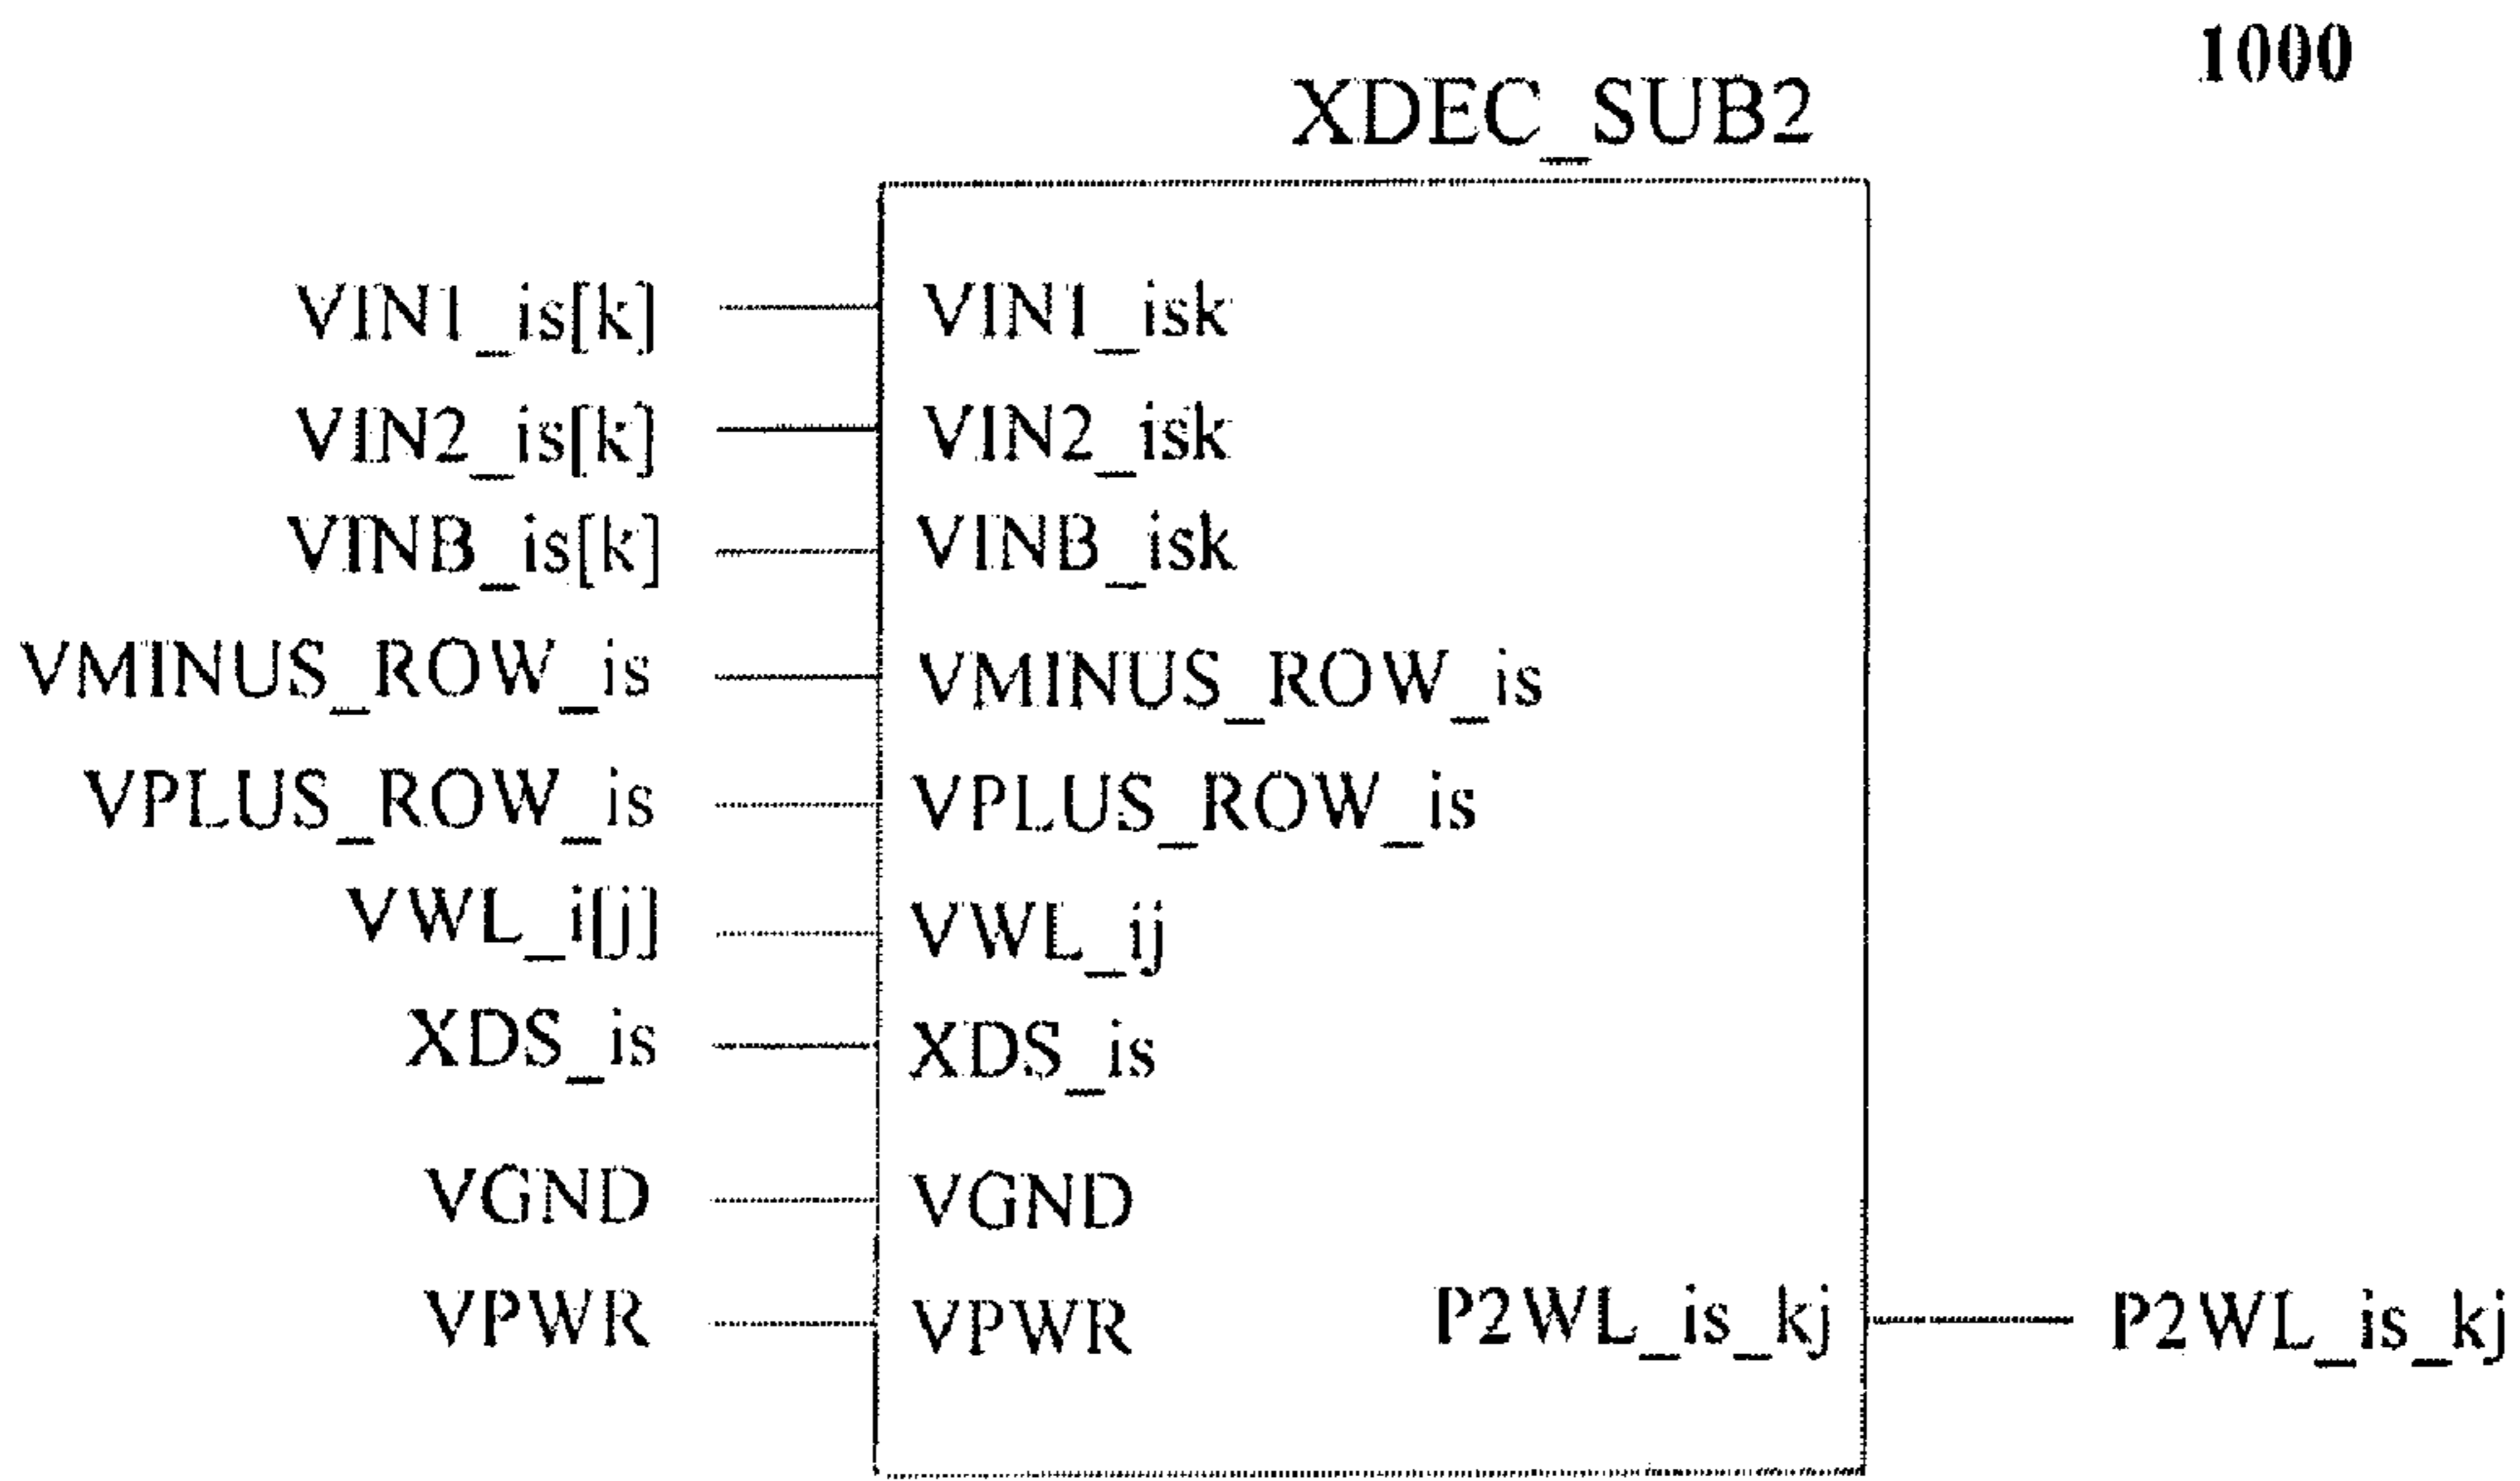 1000
XDEC_SUB2
VIN1_is[k] VIN1_isk
VIN2_is[k] VIN2_isk
VINB_is[k] VINB_isk
VMINUS_ROW_is VMINUS_ROW_is
VPLUS_ROW_is VPLUS_ROW_is
VWL_i[j] VWL_ij
XDS_is XDS_is
VGND VGND
VPWR VPWR P2WL_is_kj P2WL_is_kj